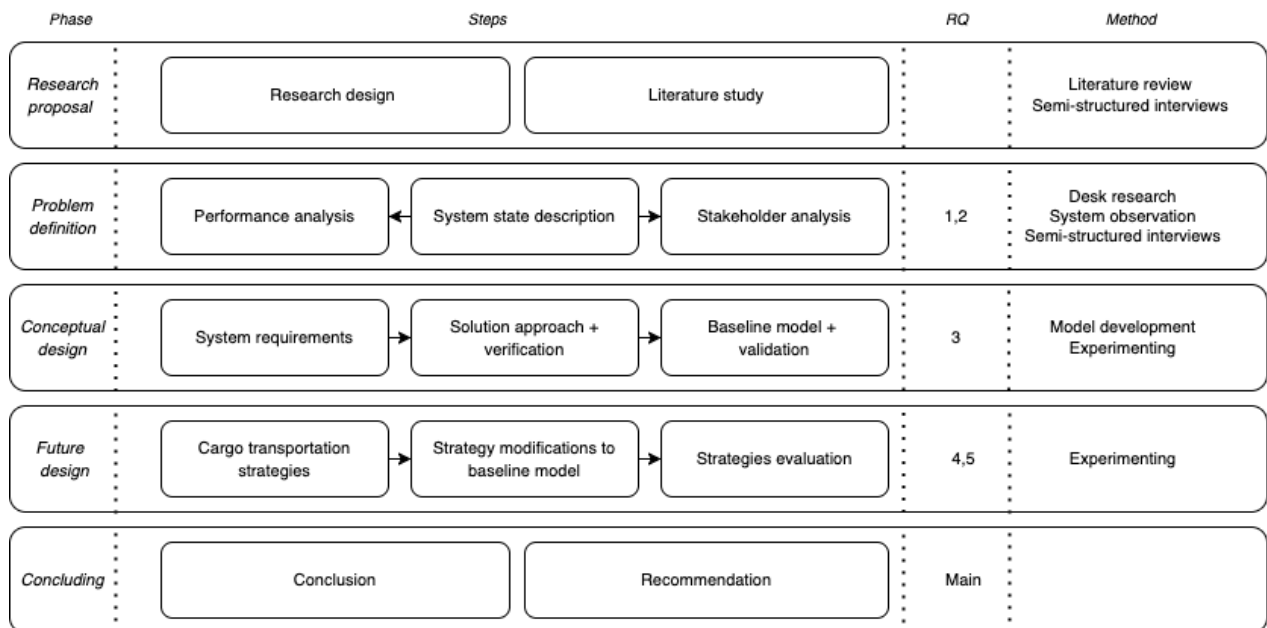 Phase
Steps
RQ
Method
Research
proposal
Research design
Literature study
Literature review
Semi-structured interviews
Problem
definition
Performance analysis
System state description
Stakeholder analysis
1,2
Desk research
System observation
Semi-structured interviews
Conceptual
design
System requirements
Solution approach +
verification
Baseline model +
validation
3
Model development
Experimenting
Future
design
Cargo transportation
strategies
Strategy modifications to
baseline model
Strategies evaluation
4,5
Experimenting
Concluding
Conclusion
Recommendation
Main